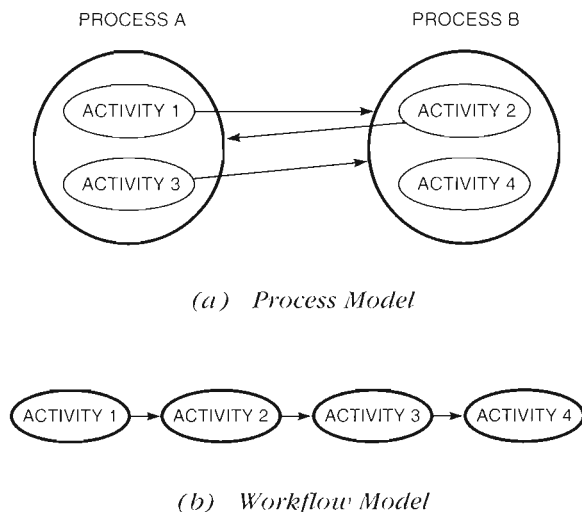 PROCESS A PROCESS B
ACTIVITY 1 ACTIVITY 2
ACTIVITY 3 ACTIVITY 4
(a) Process Model
ACTIVITY 1 ACTIVITY 2 ACTIVITY 3 ACTIVITY 4
(b) Workflow Model